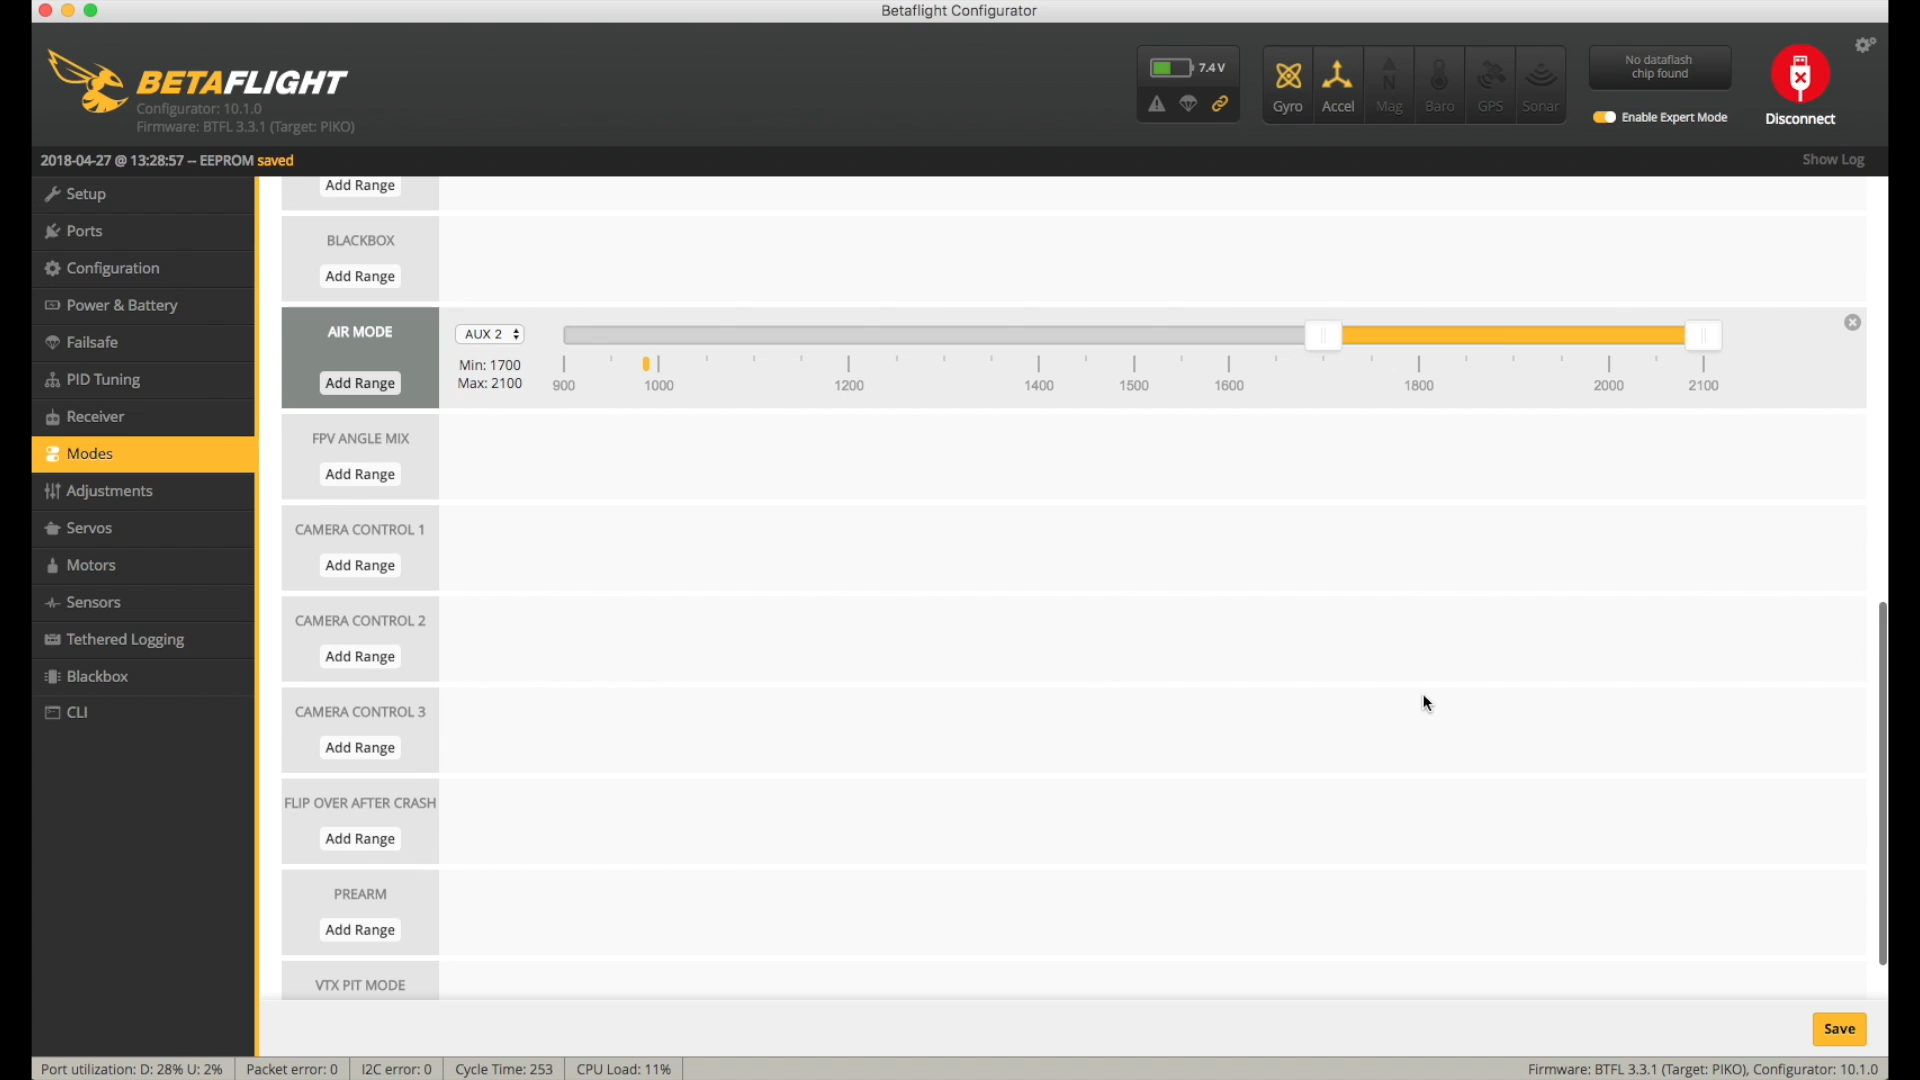 Betaflight Configurator
BETAFLIGHT
Configurator: 10.1.0
Firmware: BTFL 3.3.1 (Target: PIKO)
7.4 V
Gyro
Accel
Mag
Baro
GPS
Sonar
No dataflash
chip found
Enable Expert Mode
Disconnect
2018-04-27 @ 13:28:57 -- EEPROM saved
Show Log
Setup
Ports
Configuration
Power & Battery
Failsafe
PID Tuning
Receiver
Modes
Adjustments
Servos
Motors
Sensors
Tethered Logging
Blackbox
CLI
Add Range
BLACKBOX
Add Range
AIR MODE
Add Range
AUX 2
Min: 1700
Max: 2100
900 1000 1200 1400 1500 1600 1800 2000 2100
FPV ANGLE MIX
Add Range
CAMERA CONTROL 1
Add Range
CAMERA CONTROL 2
Add Range
CAMERA CONTROL 3
Add Range
FLIP OVER AFTER CRASH
Add Range
PREARM
Add Range
VTX PIT MODE
Save
Port utilization: D: 28% U: 2% Packet error: 0 I2C error: 0 Cycle Time: 253 CPU Load: 11% Firmware: BTFL 3.3.1 (Target: PIKO), Configurator: 10.1.0